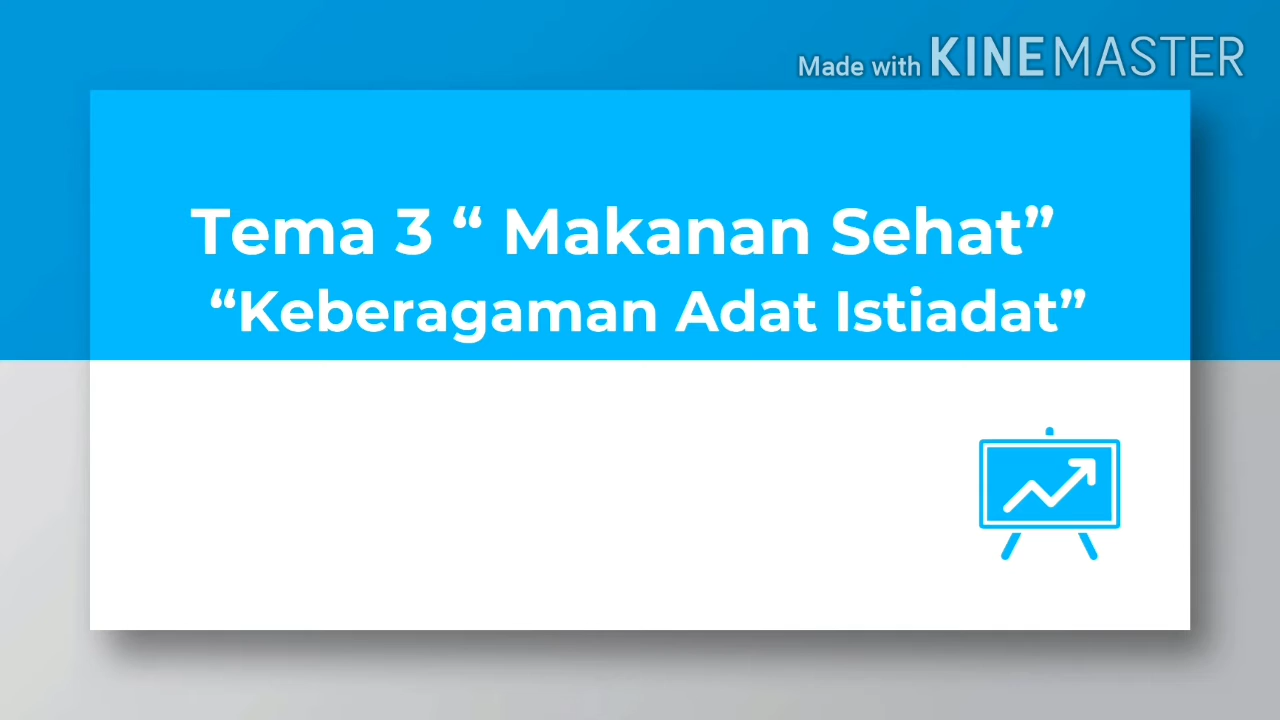 Made with KINEMASTER
Tema 3 “ Makanan Sehat”
“Keberagaman Adat Istiadat”